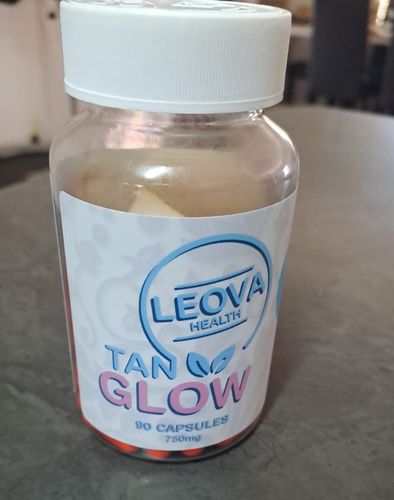 LEOVA
HEALTH
TAN
GLOW
90 CAPSULES
750mg